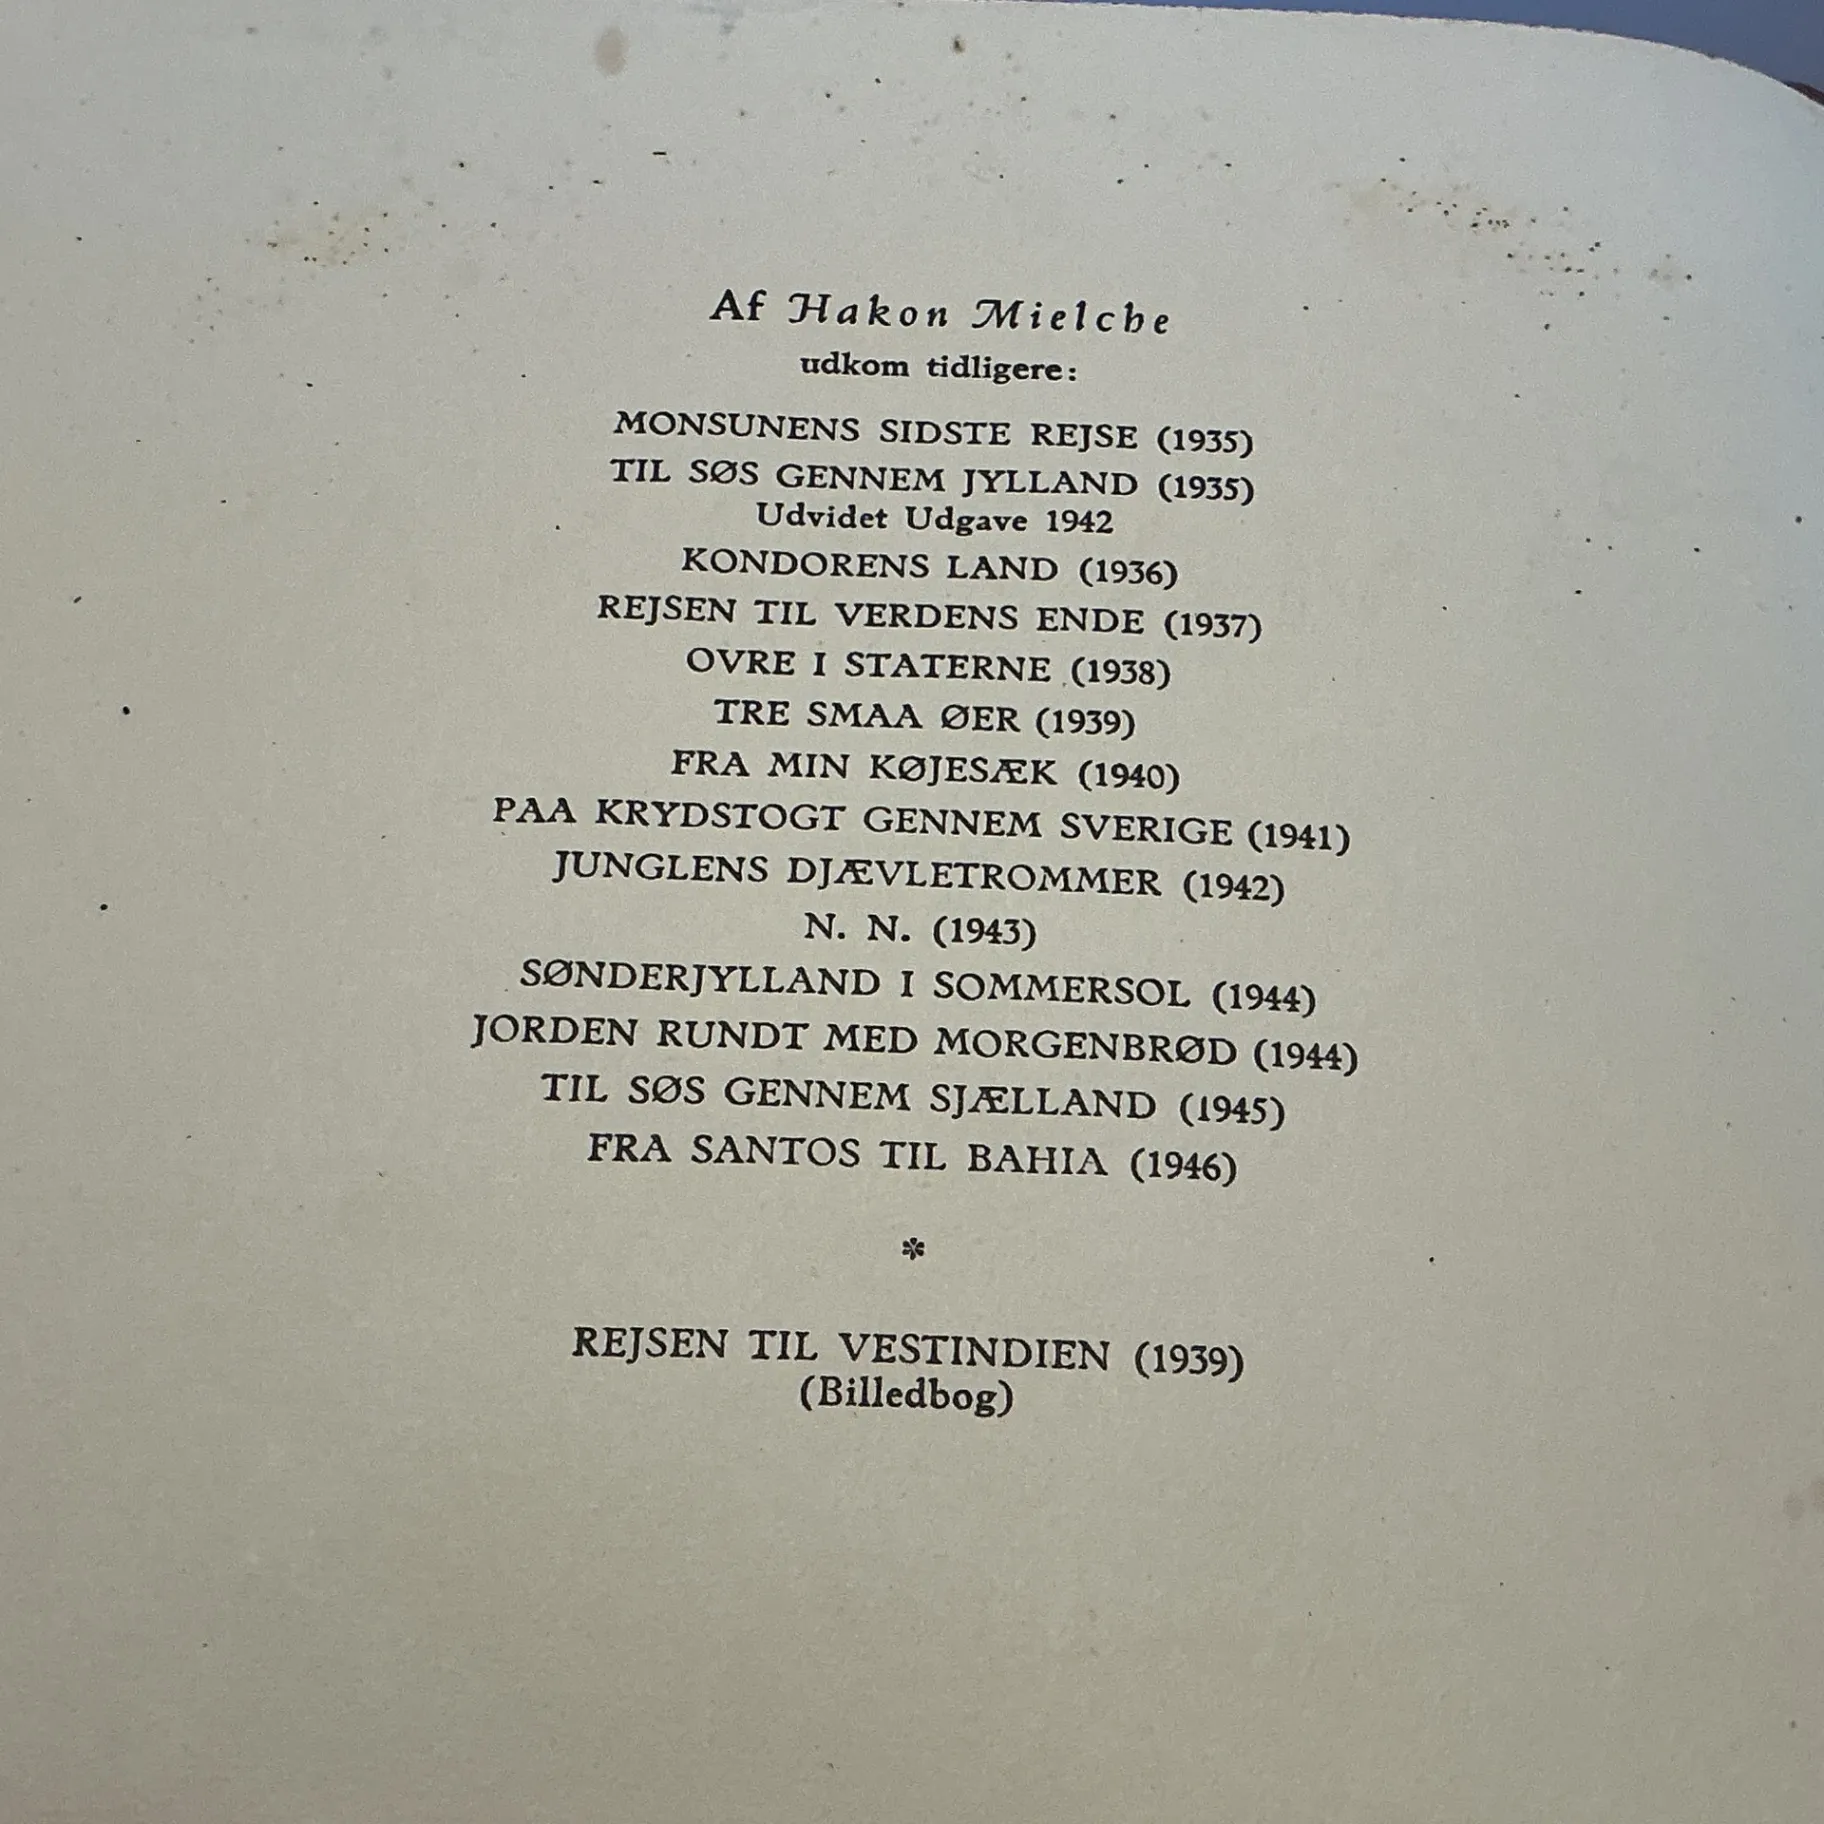 Af Hakon Mielche
udkom tidligere:
MONSUNENS SIDSTE REJSE (1935)
TIL SØS GENNEM JYLLAND (1935)
Udvidet Udgave 1942
KONDORENS LAND (1936)
REJSEN TIL VERDENS ENDE (1937)
OVRE I STATERNE (1938)
TRE SMAA ØER (1939)
FRA MIN KØJESÆK (1940)
PAA KRYDSTOGT GENNEM SVERIGE (1941)
JUNGLENS DJÆVLETROMMER (1942)
N. N. (1943)
SØNDERJYLLAND I SOMMERSOL (1944)
JORDEN RUNDT MED MORGENBRØD (1944)
TIL SØS GENNEM SJÆLLAND (1945)
FRA SANTOS TIL BAHIA (1946)
*
REJSEN TIL VESTINDIEN (1939)
(Billedbog)